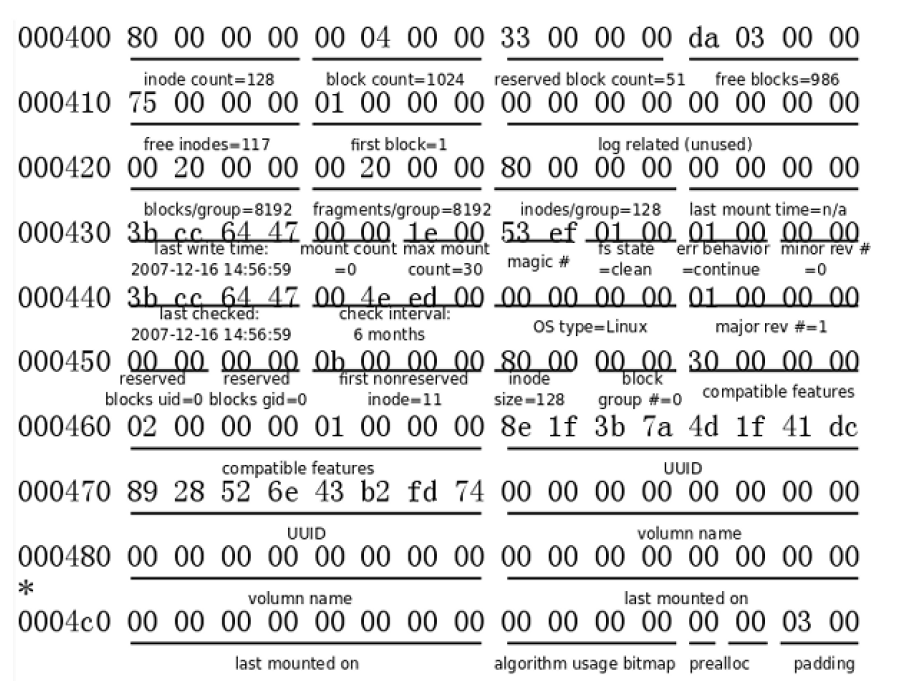 000400 80 00 00 00 00 04 00 00 33 00 00 00 da 03 00 00
inode count=128 block count=1024 reserved block count=51 free blocks=986
000410 75 00 00 00 01 00 00 00 00 00 00 00 00 00 00 00
free inodes=117 first block=1 log related (unused)
000420 00 20 00 00 00 20 00 00 80 00 00 00 00 00 00 00
blocks/group=8192 fragments/group=8192 inodes/group=128 last mount time=n/a
000430 3b cc 64 47 00 00 1e 00 53 ef 01 00 01 00 00 00
last write time: mount count max mount magic # fs state err behavior minor rev #
2007-12-16 14:56:59 =0 count=30 =clean =continue =0
000440 3b cc 64 47 00 4e ed 00 00 00 00 00 01 00 00 00
last checked: check interval: OS type=Linux major rev #=1
2007-12-16 14:56:59 6 months
000450 00 00 00 00 0b 00 00 00 80 00 00 00 30 00 00 00
reserved reserved first nonreserved inode block compatible features
blocks uid=0 blocks gid=0 inode=11 size=128 group #=0
000460 02 00 00 00 01 00 00 00 8e 1f 3b 7a 4d 1f 41 dc
compatible features UUID
000470 89 28 52 6e 43 b2 fd 74 00 00 00 00 00 00 00 00
UUID volumn name
000480 00 00 00 00 00 00 00 00 00 00 00 00 00 00 00 00
*
volumn name last mounted on
0004c0 00 00 00 00 00 00 00 00 00 00 00 00 00 00 03 00
last mounted on algorithm usage bitmap prealloc padding